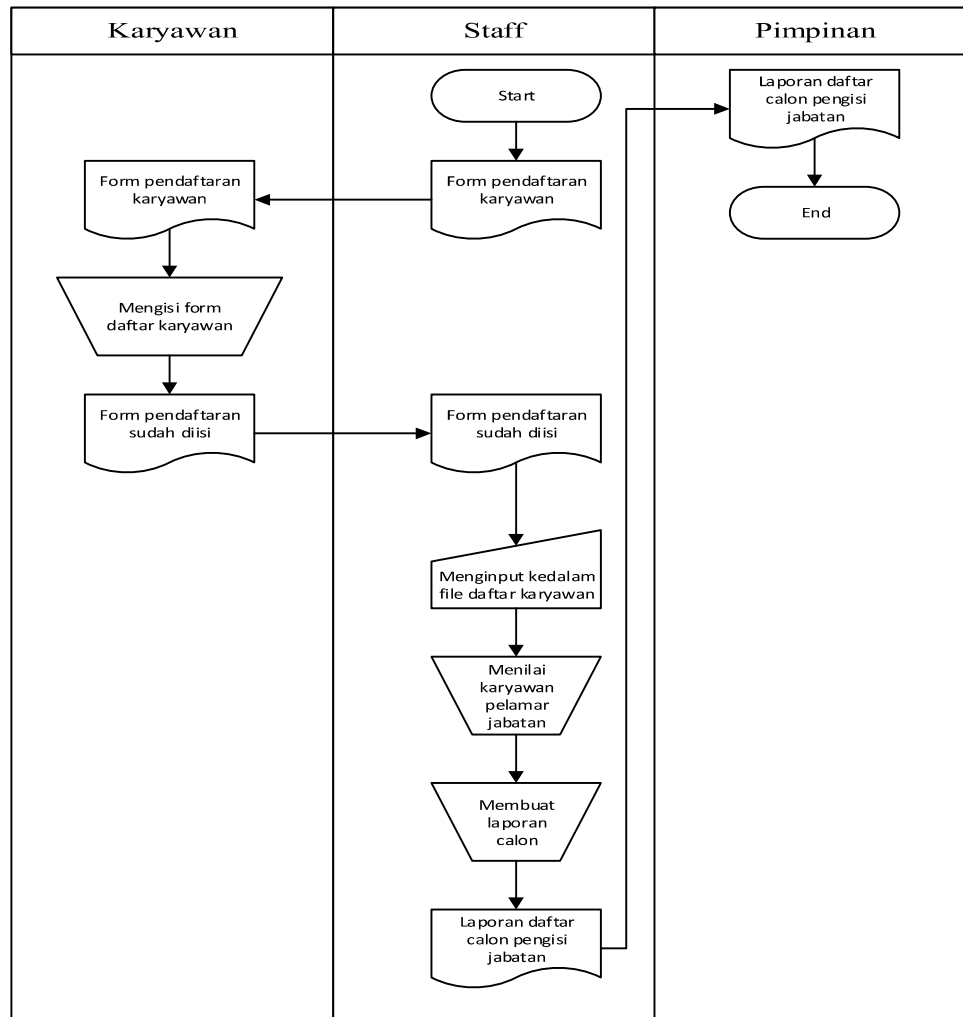 Karyawan
Staff
Pimpinan
Start
Laporan daftar
calon pengisi
jabatan
Form pendaftaran
karyawan
Form pendaftaran
karyawan
End
Mengisi form
daftar karyawan
Form pendaftaran
sudah diisi
Form pendaftaran
sudah diisi
Menginput kedalam
file daftar karyawan
Menilai
karyawan
pelamar
jabatan
Membuat
laporan
calon
Laporan daftar
calon pengisi
jabatan